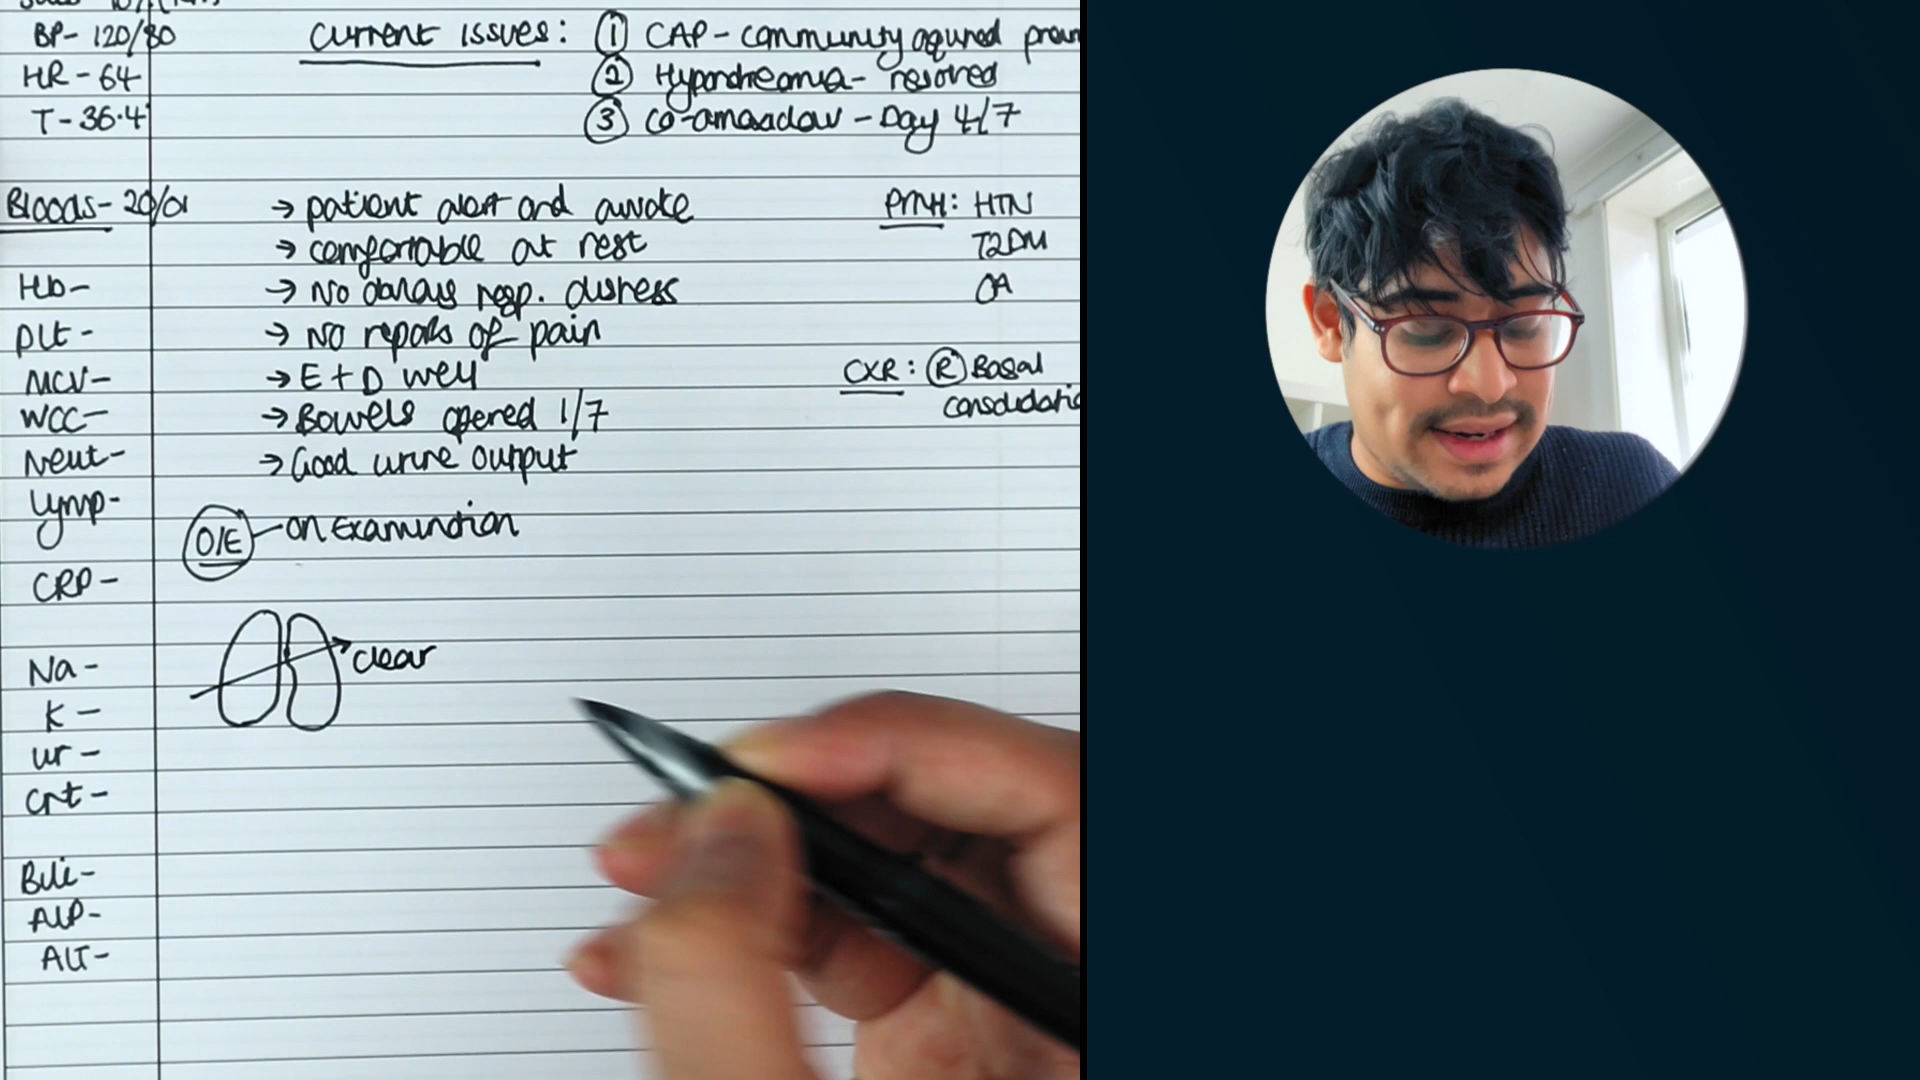 BP- 120/80
HR - 64
T - 36.4
Current issues: ① CAP - community aquired
② Hyponatreamia - resolved
③ Co-amoxiclav - Day 4/7
Bloods - 20/01
→ patient alert and awake
→ comfortable at rest
→ No obvious resp. distress
→ No reports of pain
→ E + D well
→ Bowels opened 1/7
→ Good urine output
PMH: HTN
T2DM
OA
CXR: Ⓡ Basal
Hb-
Plt -
MCV-
WCC-
Neut-
Lymp-
CRP-
Na-
K -
Ur -
Crt -
Bili-
ALP-
ALT-
O/E - on Examination
clear